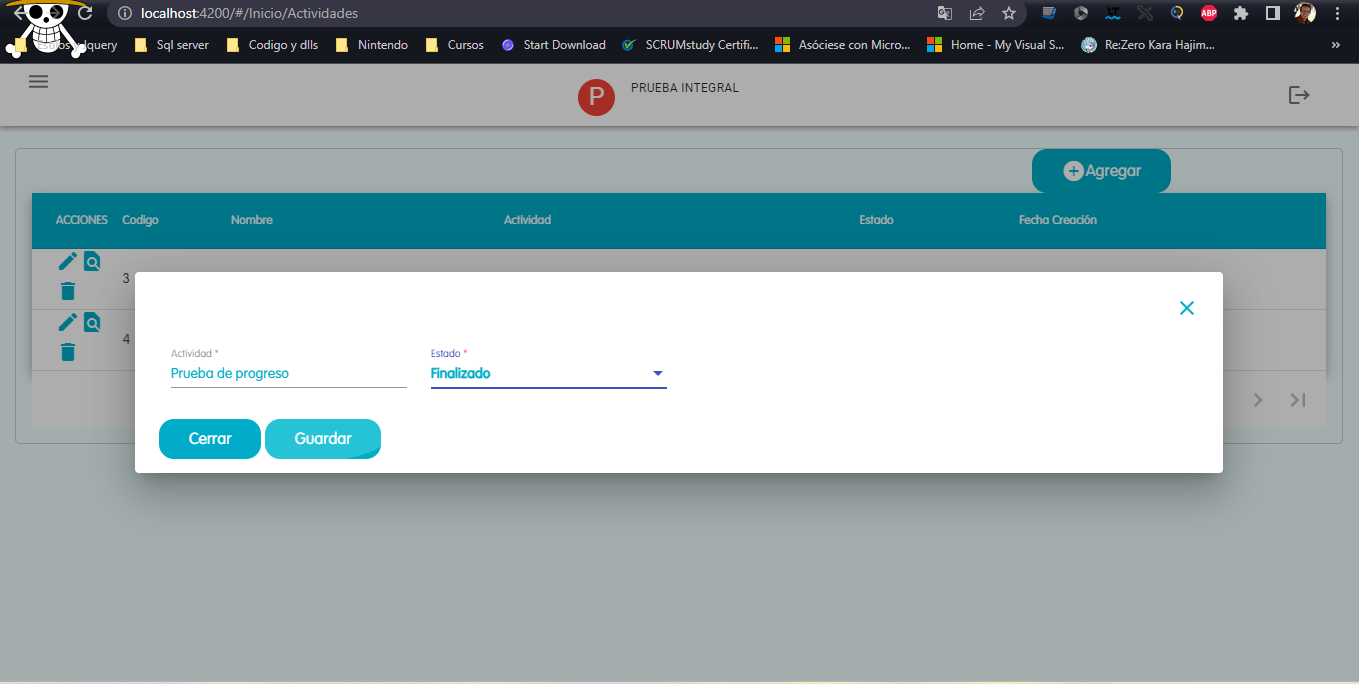 localhost:4200/#/Inicio/Actividades
ABP
Jquery
Sql server
Codigo y dlls
Nintendo
Cursos
Start Download
SCRUMstudy Certifi...
Asóciese con Micro...
Home - My Visual S...
Re:Zero Kara Hajim...
»
P
PRUEBA INTEGRAL
Agregar
ACCIONES Codigo Nombre Actividad Estado Fecha Creación
3
4
Actividad *
Estado *
Prueba de progreso
Finalizado
Cerrar
Guardar